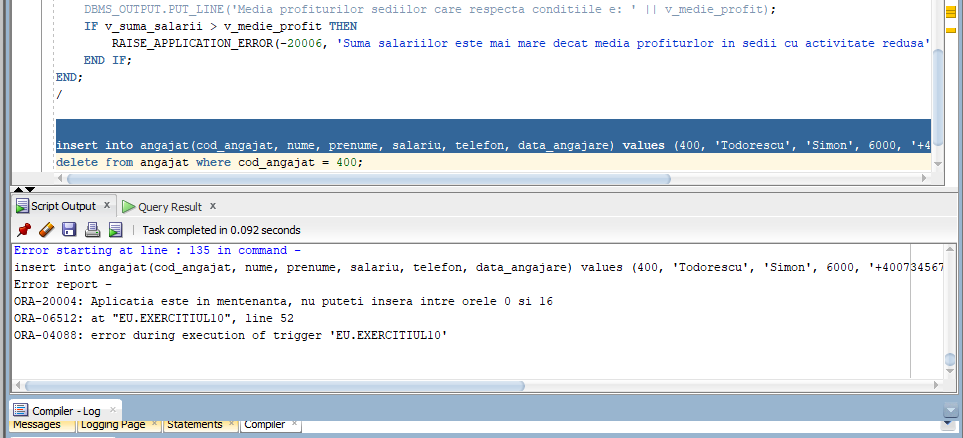 DBMS_OUTPUT.PUT_LINE('Media profiturilor sediilor care respecta conditiile e: ' || v_medie_profit);
IF v_suma_salarii > v_medie_profit THEN
RAISE_APPLICATION_ERROR(-20006, 'Suma salariilor este mai mare decat media profiturlor in sedii cu activitate redusa'
END IF;
END;
/
insert into angajat(cod_angajat, nume, prenume, salariu, telefon, data_angajare) values (400, 'Todorescu', 'Simon', 6000, '+4
delete from angajat where cod_angajat = 400;
Script Output x Query Result x
Task completed in 0.092 seconds
Error starting at line : 135 in command -
insert into angajat(cod_angajat, nume, prenume, salariu, telefon, data_angajare) values (400, 'Todorescu', 'Simon', 6000, '+400734567
Error report -
ORA-20004: Aplicatia este in mentenanta, nu puteti insera intre orele 0 si 16
ORA-06512: at "EU.EXERCITIUL10", line 52
ORA-04088: error during execution of trigger 'EU.EXERCITIUL10'
Compiler - Log x
Messages Logging Page x Statements x Compiler x